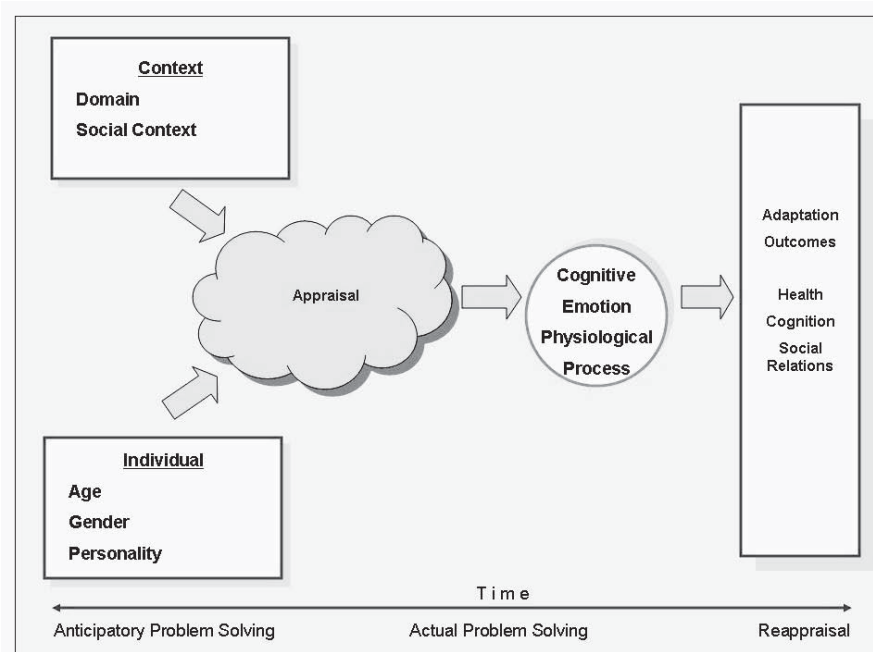 Context
Domain
Social Context
Appraisal
Cognitive
Emotion
Physiological
Process
Adaptation
Outcomes
Health
Cognition
Social
Relations
Individual
Age
Gender
Personality
Time
Anticipatory Problem Solving
Actual Problem Solving
Reappraisal